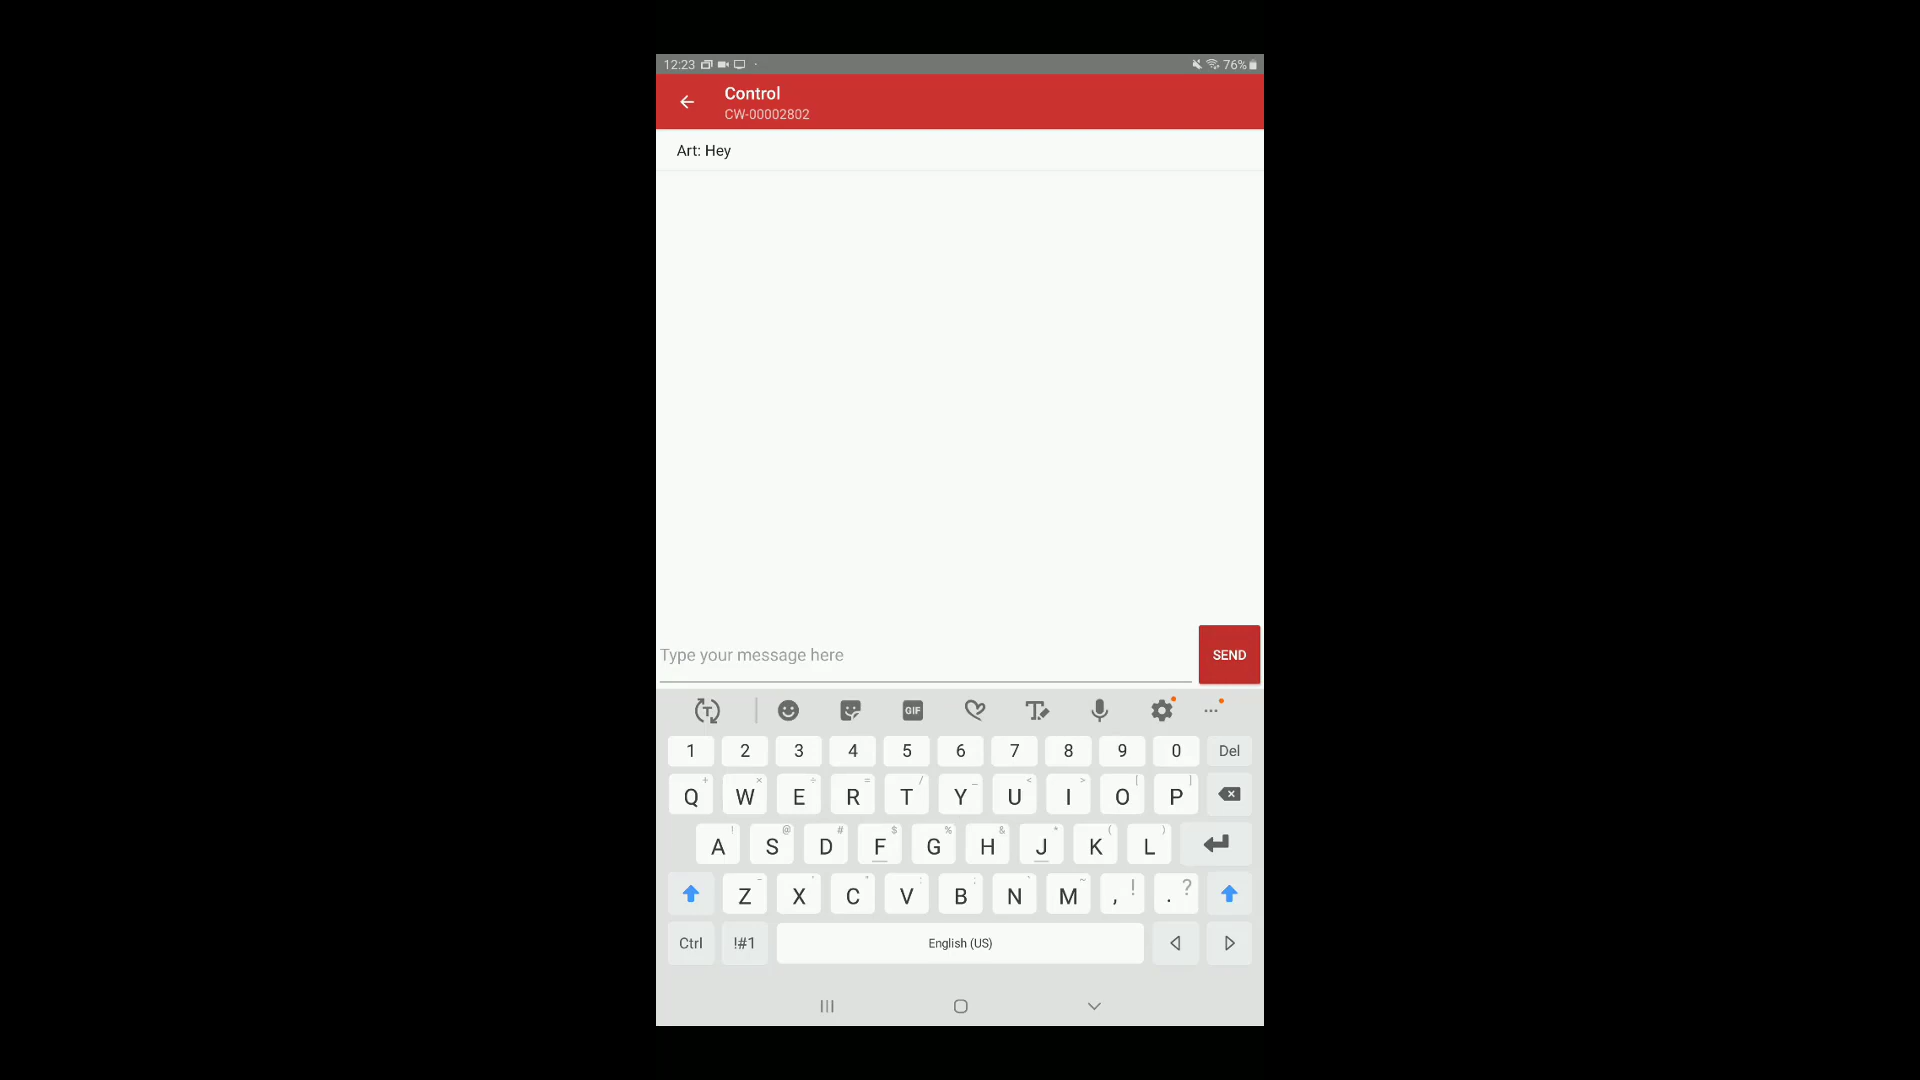 12:23 76%
Control
CW-00002802
Art: Hey
Type your message here
SEND
GIF
1 2 3 4 5 6 7 8 9 0 Del
Q W E R T Y U I O P
A S D F G H J K L
Z X C V B N M , ! . ?
Ctrl !#1 English (US)